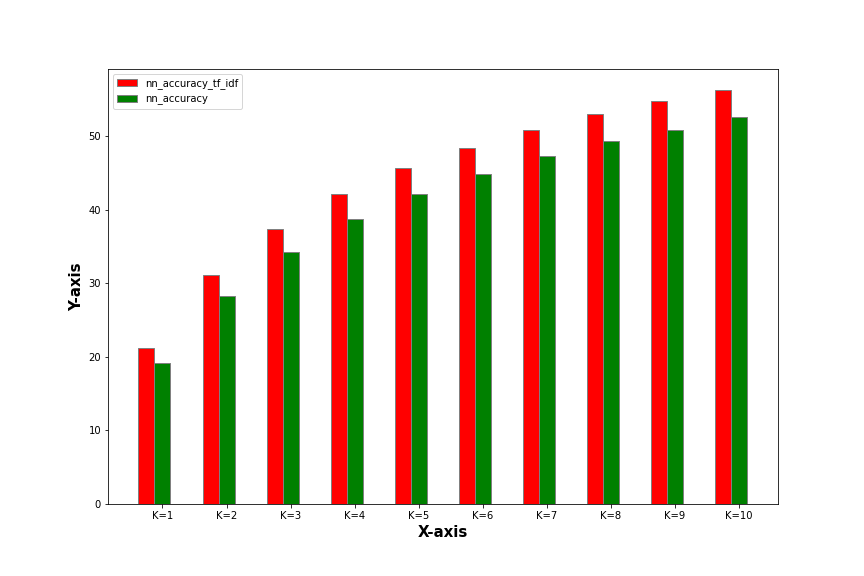 nn_accuracy_tf_idf
nn_accuracy
Y-axis
50
40
30
20
10
0
K=1 K=2 K=3 K=4 K=5 K=6 K=7 K=8 K=9 K=10
X-axis